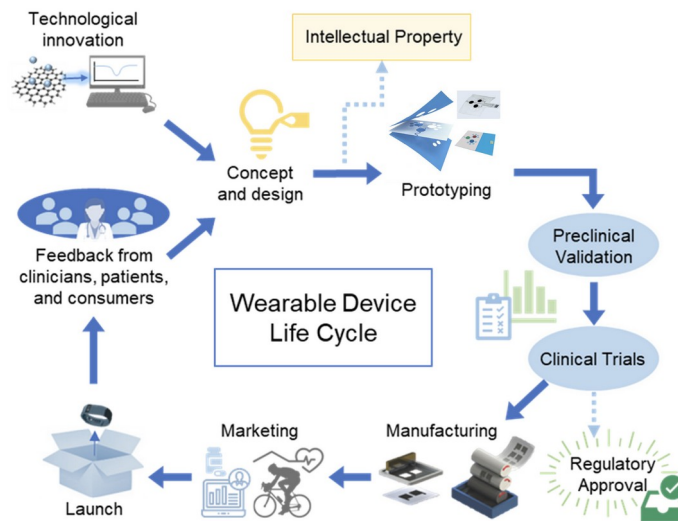 Technological
innovation
Intellectual Property
Concept
and design
Prototyping
Preclinical
Validation
Feedback from
clinicians, patients,
and consumers
Wearable Device
Life Cycle
Clinical Trials
Marketing
Manufacturing
Regulatory
Approval
Launch